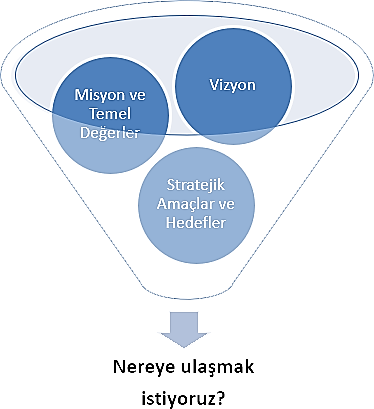 Misyon ve
Temel
Değerler
Vizyon
Stratejik
Amaçlar ve
Hedefler
Nereye ulaşmak
istiyoruz?